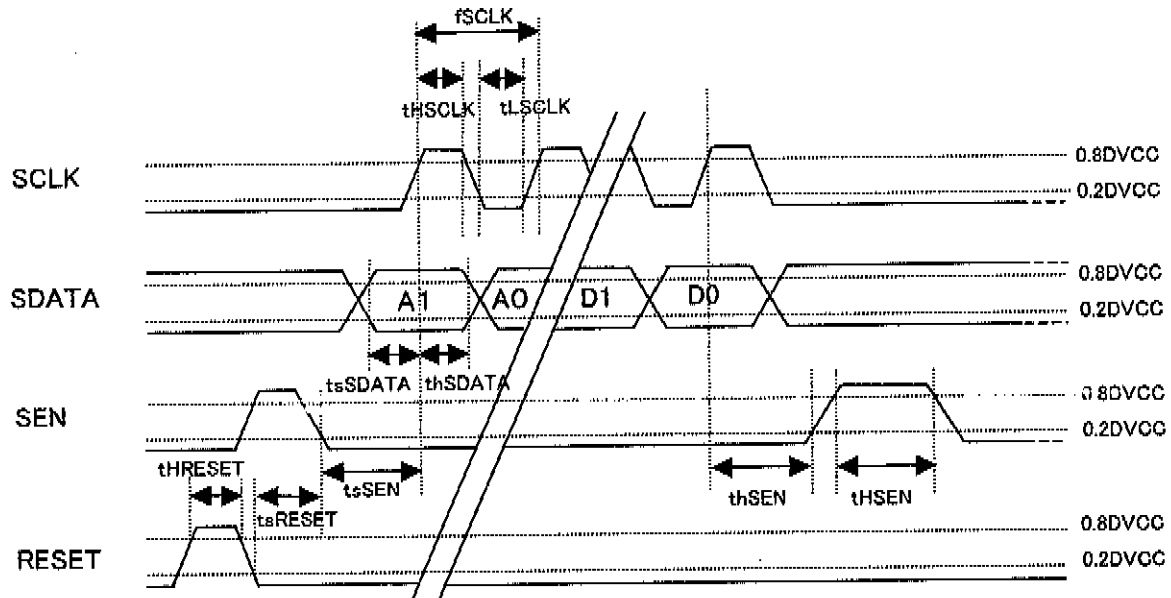 fSCLK
tHSCLK
tLSCLK
SCLK
0.8DVCC
0.2DVCC
SDATA
A1
A0
D1
D0
0.8DVCC
0.2DVCC
tsSDATA
thSDATA
SEN
0.8DVCC
0.2DVCC
tHRESET
tsSEN
thSEN
tHSEN
tsRESET
RESET
0.8DVCC
0.2DVCC